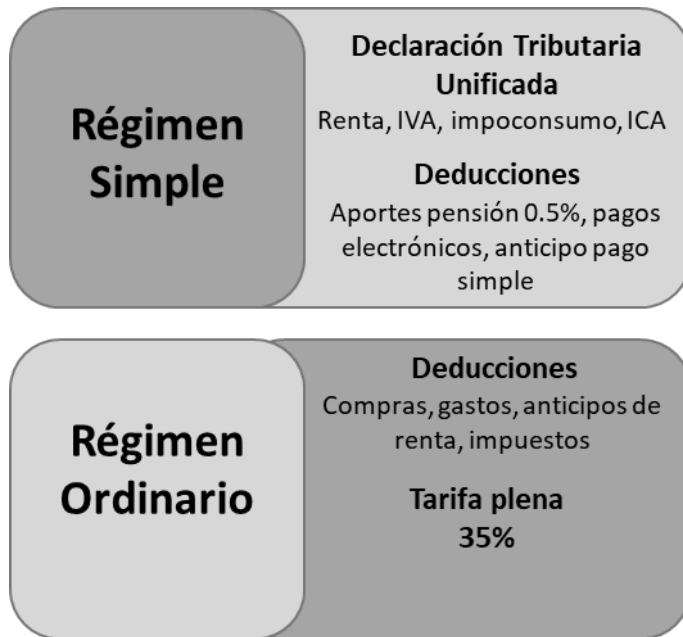 Régimen
Simple
Declaración Tributaria
Unificada
Renta, IVA, impoconsumo, ICA
Deducciones
Aportes pensión 0.5%, pagos
electrónicos, anticipo pago
simple
Régimen
Ordinario
Deducciones
Compras, gastos, anticipos de
renta, impuestos
Tarifa plena
35%